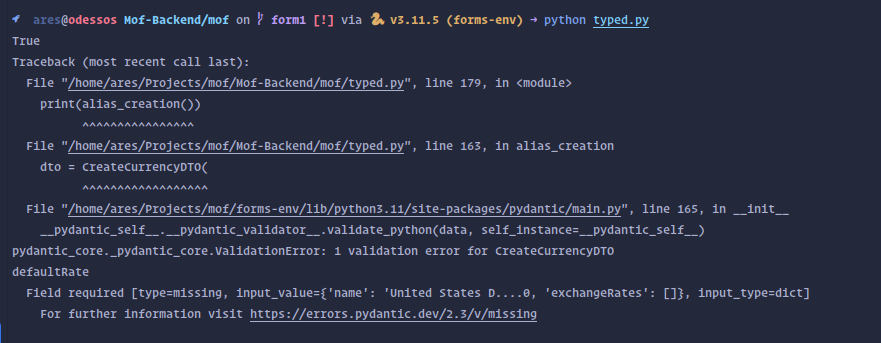 ares@odessos Mof-Backend/mof on form1 [!] via v3.11.5 (forms-env) → python typed.py
True
Traceback (most recent call last):
  File "/home/ares/Projects/mof/Mof-Backend/mof/typed.py", line 179, in <module>
    print(alias_creation())
          ^^^^^^^^^^^^^^^^
  File "/home/ares/Projects/mof/Mof-Backend/mof/typed.py", line 163, in alias_creation
    dto = CreateCurrencyDTO(
          ^^^^^^^^^^^^^^^^^^
  File "/home/ares/Projects/mof/forms-env/lib/python3.11/site-packages/pydantic/main.py", line 165, in __init__
    __pydantic_self__.__pydantic_validator__.validate_python(data, self_instance=__pydantic_self__)
pydantic_core._pydantic_core.ValidationError: 1 validation error for CreateCurrencyDTO
defaultRate
  Field required [type=missing, input_value={'name': 'United States D....0, 'exchangeRates': []}, input_type=dict]
    For further information visit https://errors.pydantic.dev/2.3/v/missing